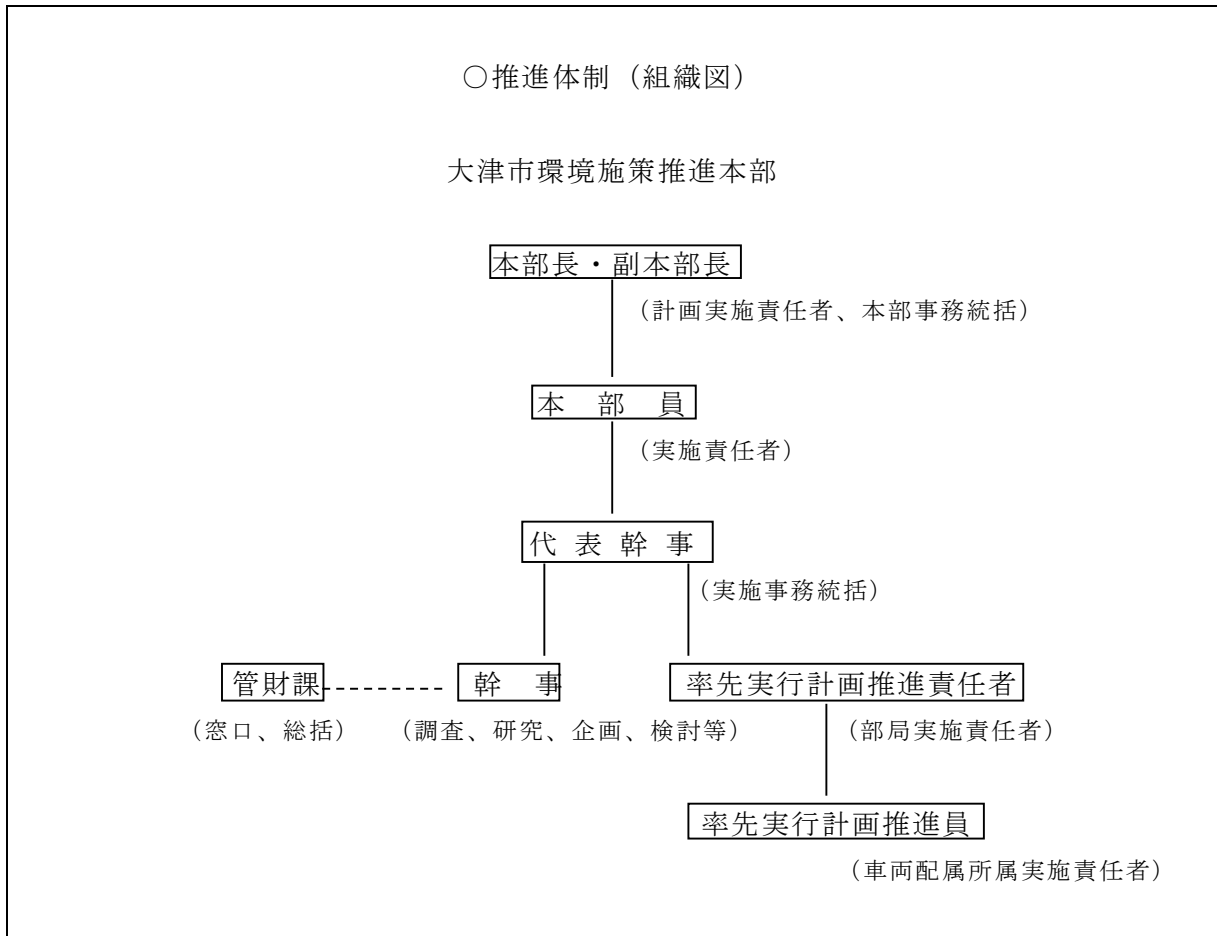 ○推進体制（組織図）
大津市環境施策推進本部
本部長・副本部長
（計画実施責任者、本部事務統括）
本　部　員
（実施責任者）
代 表 幹 事
（実施事務統括）
管財課 幹　事 率先実行計画推進責任者
（窓口、総括） （調査、研究、企画、検討等） （部局実施責任者）
率先実行計画推進員
（車両配属所属実施責任者）